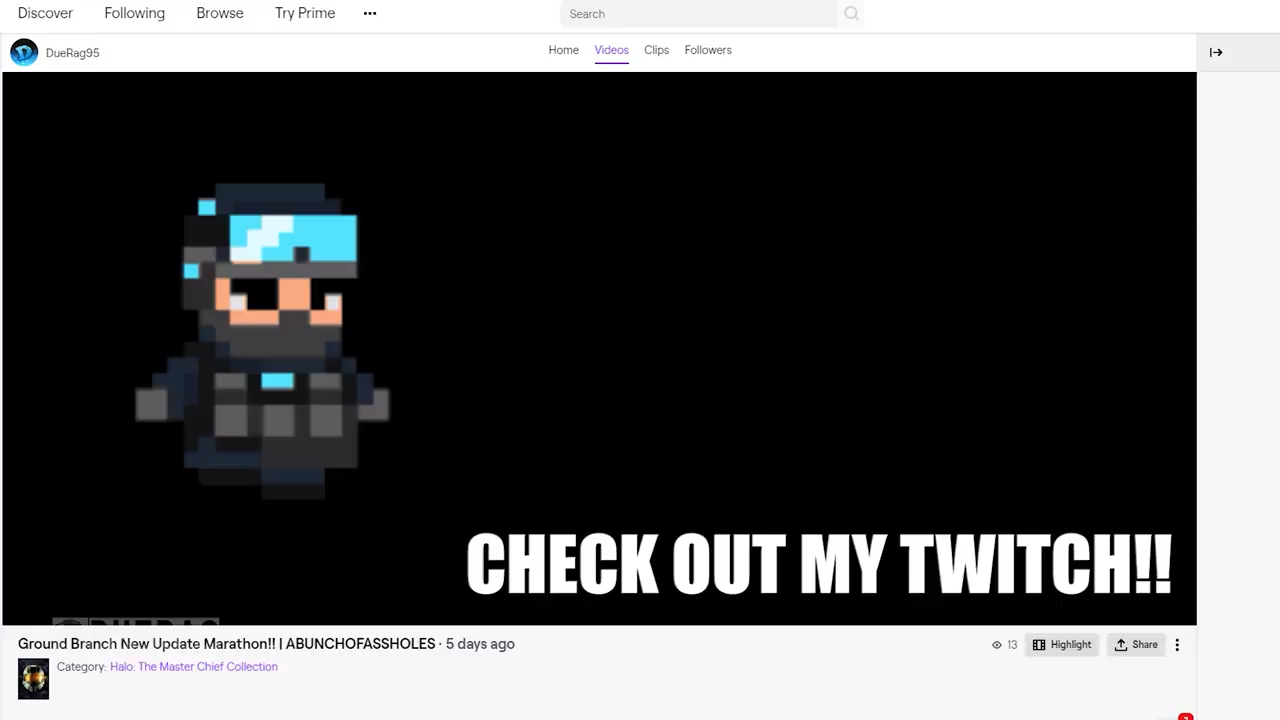 Discover Following Browse Try Prime
Search
DueRag95
Home Videos Clips Followers
CHECK OUT MY TWITCH!!
Ground Branch New Update Marathon!! | ABUNCHOFASSHOLES · 5 days ago
13 Highlight Share
Category: Halo: The Master Chief Collection